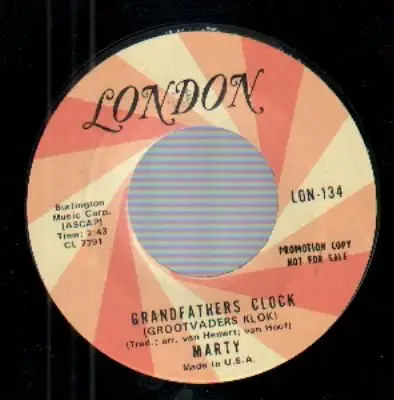 LONDON
Burlington
Music Corp.
(ASCAP)
Time: 2:43
CL 7791
LON-134
PROMOTION COPY
NOT FOR SALE
GRANDFATHERS CLOCK
(GROOTVADERS KLOK)
(Trad.; arr. van Hemert; van Hoof)
MARTY
Made in U.S.A.